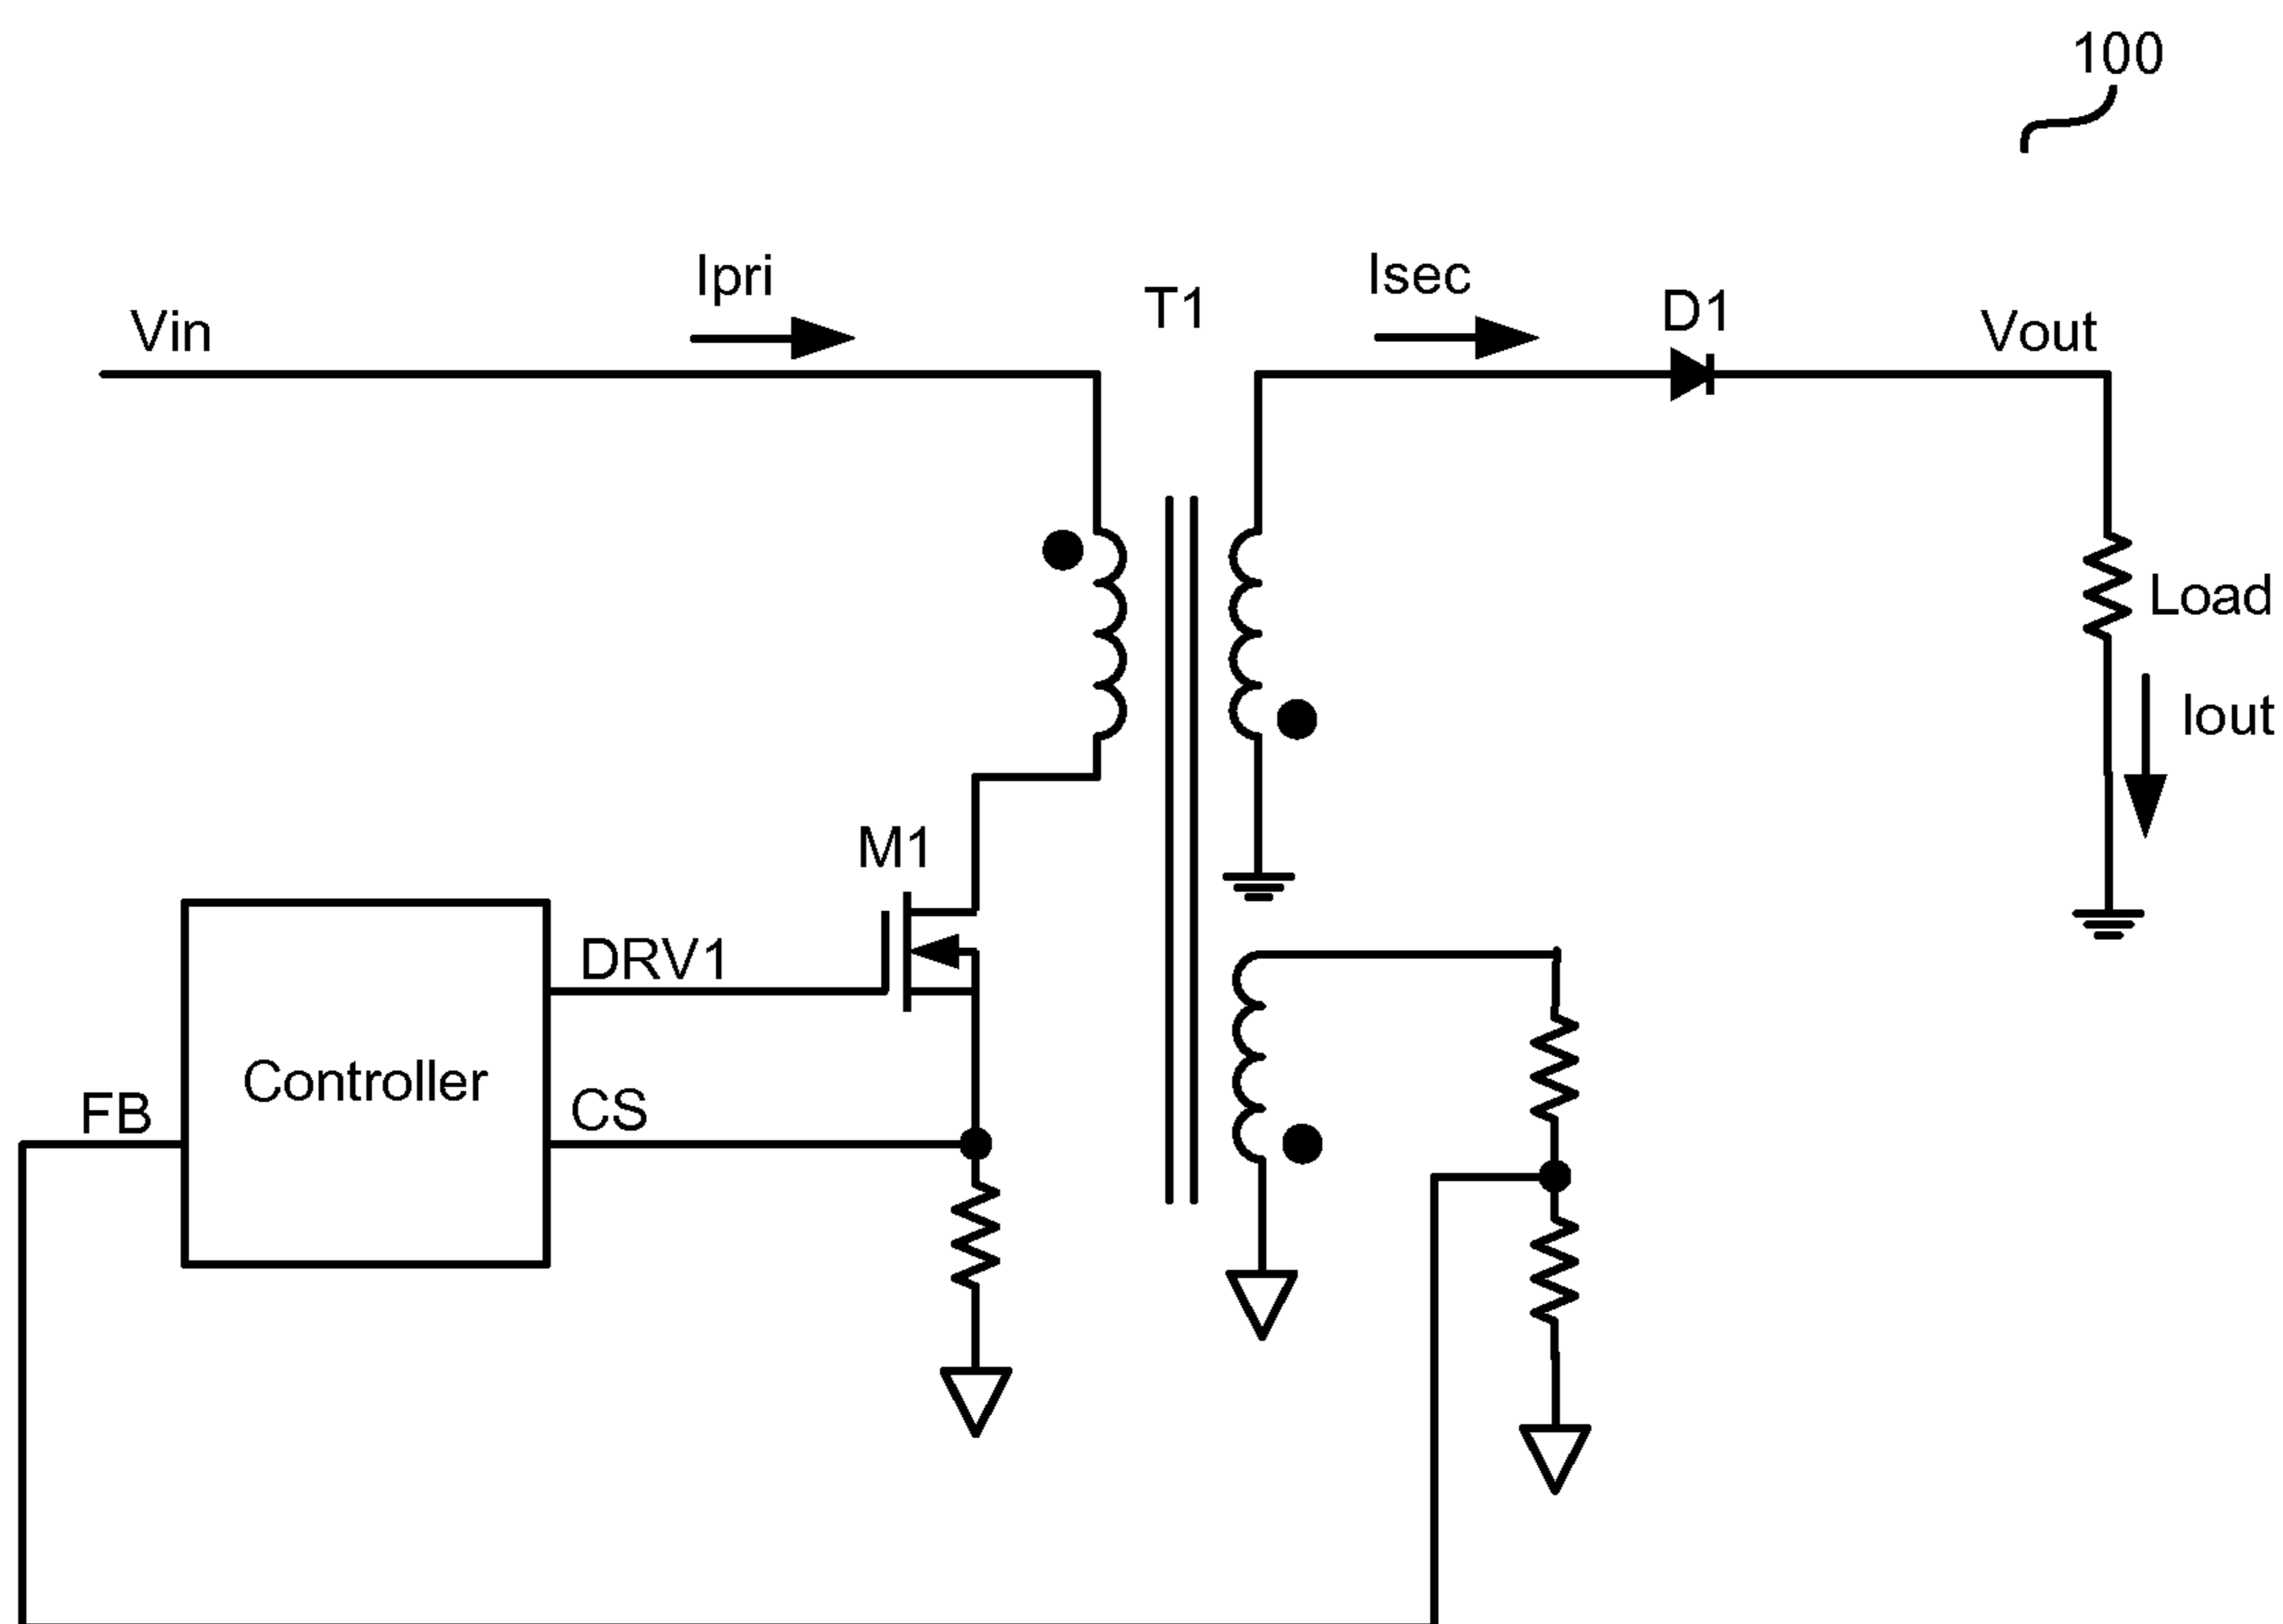 100
Ipri
Isec
T1
D1
Vin
Vout
Load
Iout
M1
DRV1
Controller
FB
CS